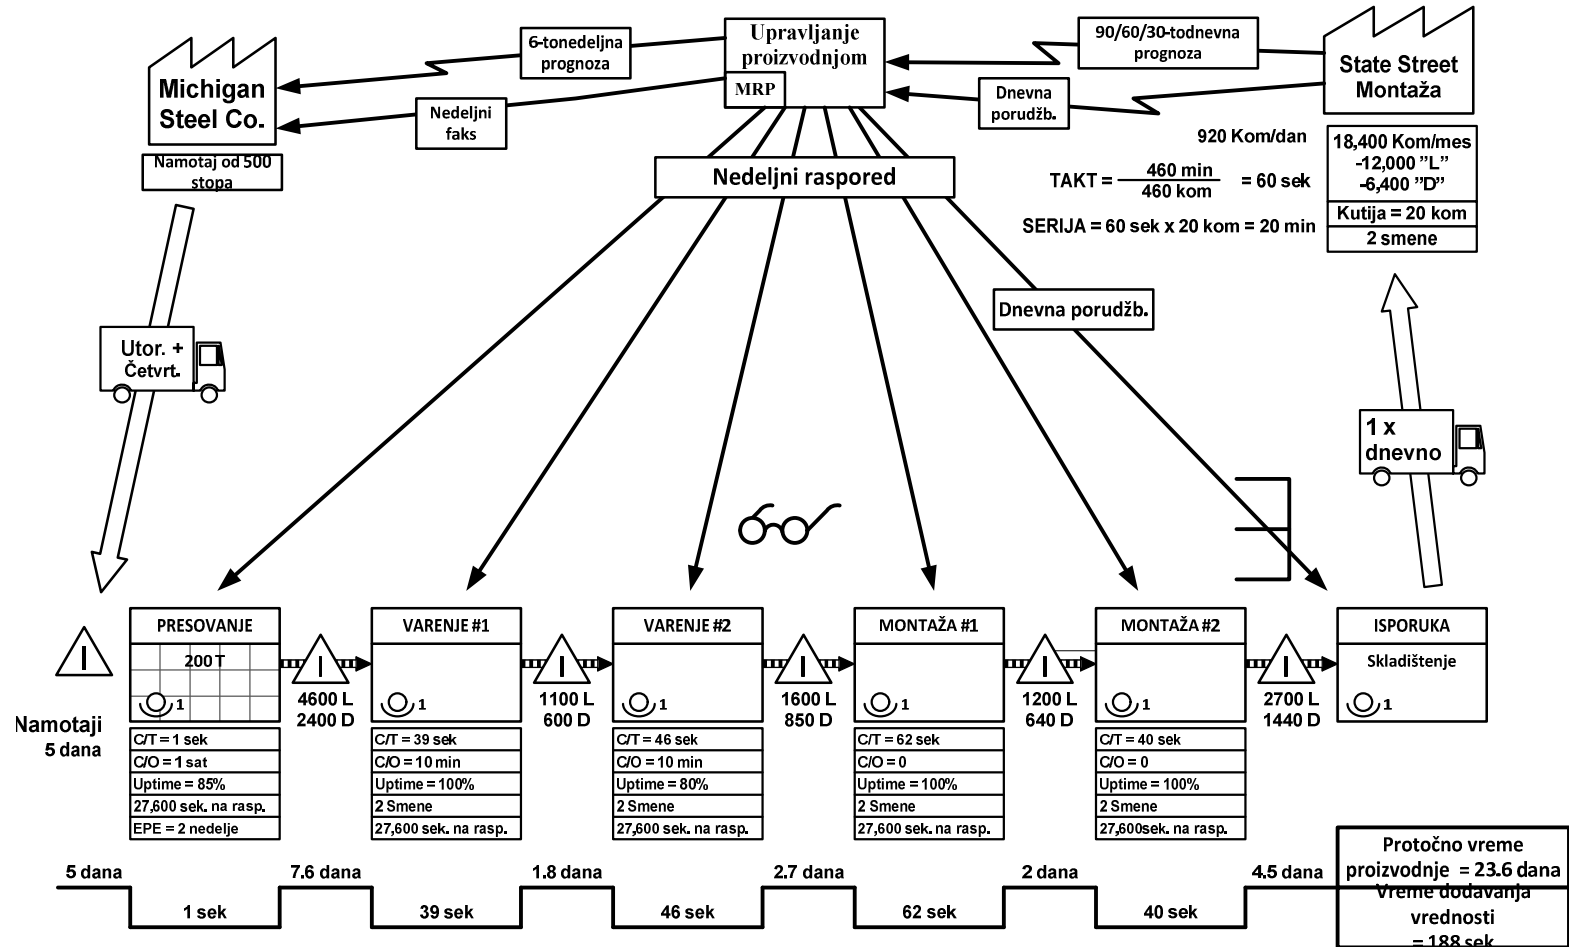 Michigan
Steel Co.
Namotaj od 500
stopa
6-tonedeljna
prognoza
Nedeljni
faks
Upravljanje
proizvodnjom
MRP
90/60/30-todnevna
prognoza
Dnevna
porudžb.
State Street
Montaža
920 Kom/dan
TAKT = 460 min / 460 kom = 60 sek
SERIJA = 60 sek x 20 kom = 20 min
18,400 Kom/mes
-12,000 ”L”
-6,400 ”D”
Kutija = 20 kom
2 smene
Nedeljni raspored
Dnevna porudžb.
Utor. +
Četvrt.
1 x
dnevno
I
Namotaji
5 dana
PRESOVANJE
200 T
1
C/T = 1 sek
C/O = 1 sat
Uptime = 85%
27,600 sek. na rasp.
EPE = 2 nedelje
I
4600 L
2400 D
VARENJE #1
1
C/T = 39 sek
C/O = 10 min
Uptime = 100%
2 Smene
27,600 sek. na rasp.
I
1100 L
600 D
VARENJE #2
1
C/T = 46 sek
C/O = 10 min
Uptime = 80%
2 Smene
27,600 sek. na rasp.
I
1600 L
850 D
MONTAŽA #1
1
C/T = 62 sek
C/O = 0
Uptime = 100%
2 Smene
27,600 sek. na rasp.
I
1200 L
640 D
MONTAŽA #2
1
C/T = 40 sek
C/O = 0
Uptime = 100%
2 Smene
27,600sek. na rasp.
I
2700 L
1440 D
ISPORUKA
Skladištenje
1
5 dana
1 sek
7.6 dana
39 sek
1.8 dana
46 sek
2.7 dana
62 sek
2 dana
40 sek
4.5 dana
Protočno vreme
proizvodnje = 23.6 dana
Vreme dodavanja
vrednosti
= 188 sek